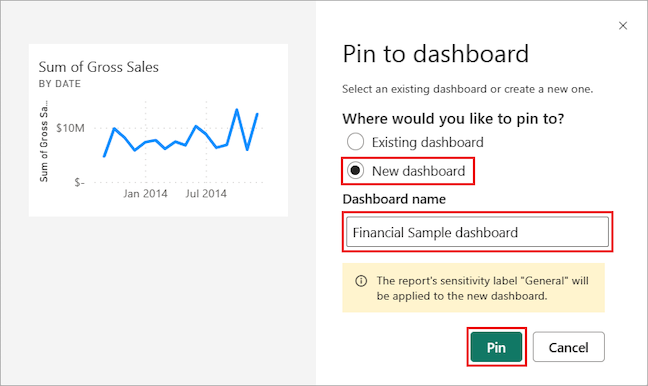 Sum of Gross Sales
BY DATE
Sum of Gross Sa...
$10M
$-
Jan 2014
Jul 2014
Pin to dashboard
Select an existing dashboard or create a new one.
Where would you like to pin to?
Existing dashboard
New dashboard
Dashboard name
Financial Sample dashboard
The report's sensitivity label "General" will
be applied to the new dashboard.
Pin
Cancel